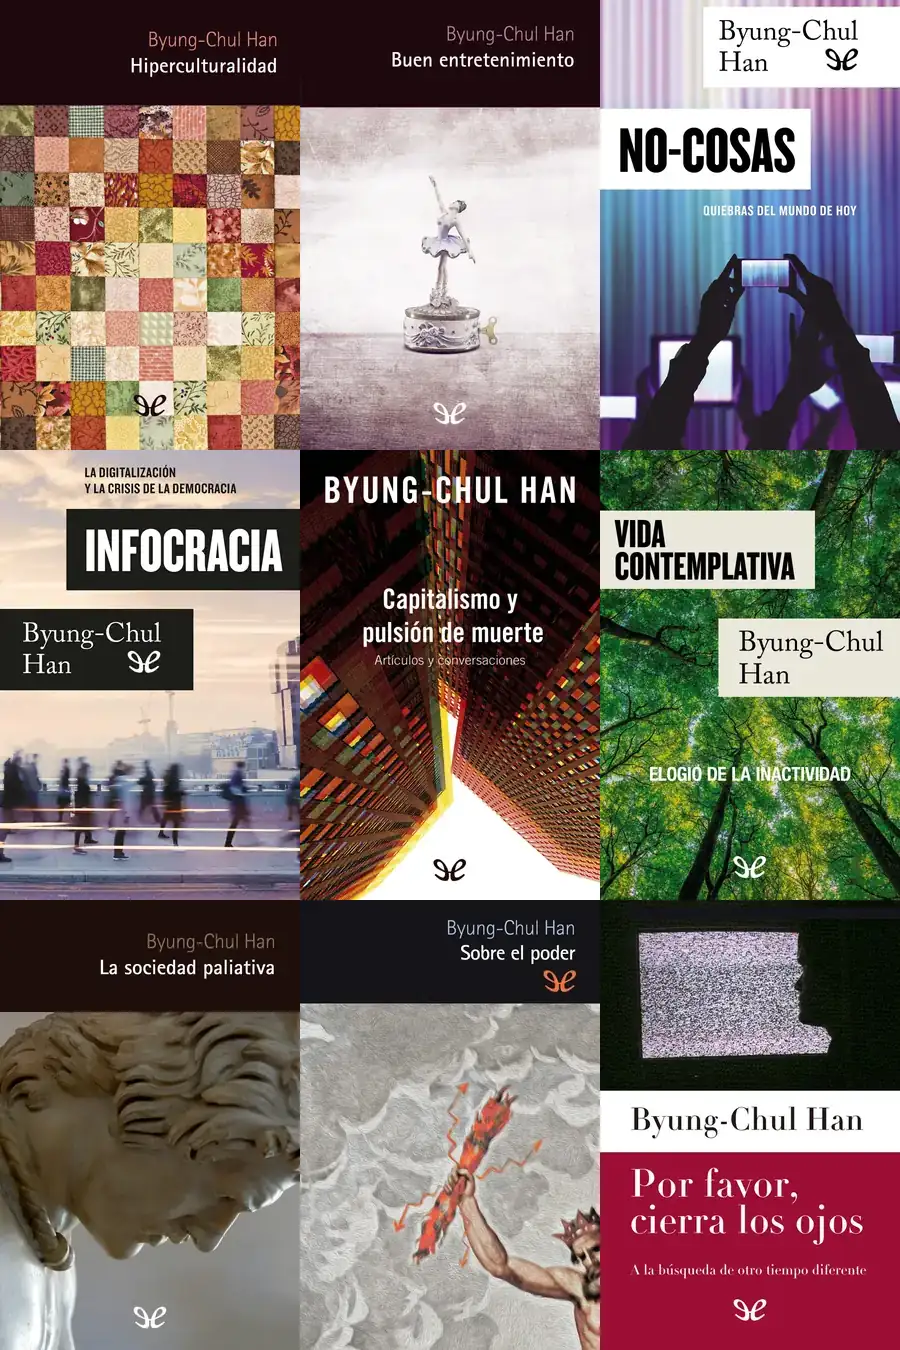 Byung-Chul Han
Hiperculturalidad
Byung-Chul Han
Buen entretenimiento
Byung-Chul
Han
NO-COSAS
QUIEBRAS DEL MUNDO DE HOY
LA DIGITALIZACIÓN
Y LA CRISIS DE LA DEMOCRACIA
INFOCRACIA
Byung-Chul
Han
BYUNG-CHUL HAN
Capitalismo y
pulsión de muerte
Artículos y conversaciones
VIDA
CONTEMPLATIVA
Byung-Chul
Han
ELOGIO DE LA INACTIVIDAD
Byung-Chul Han
La sociedad paliativa
Byung-Chul Han
Sobre el poder
Byung-Chul Han
Por favor,
cierra los ojos
A la búsqueda de otro tiempo diferente